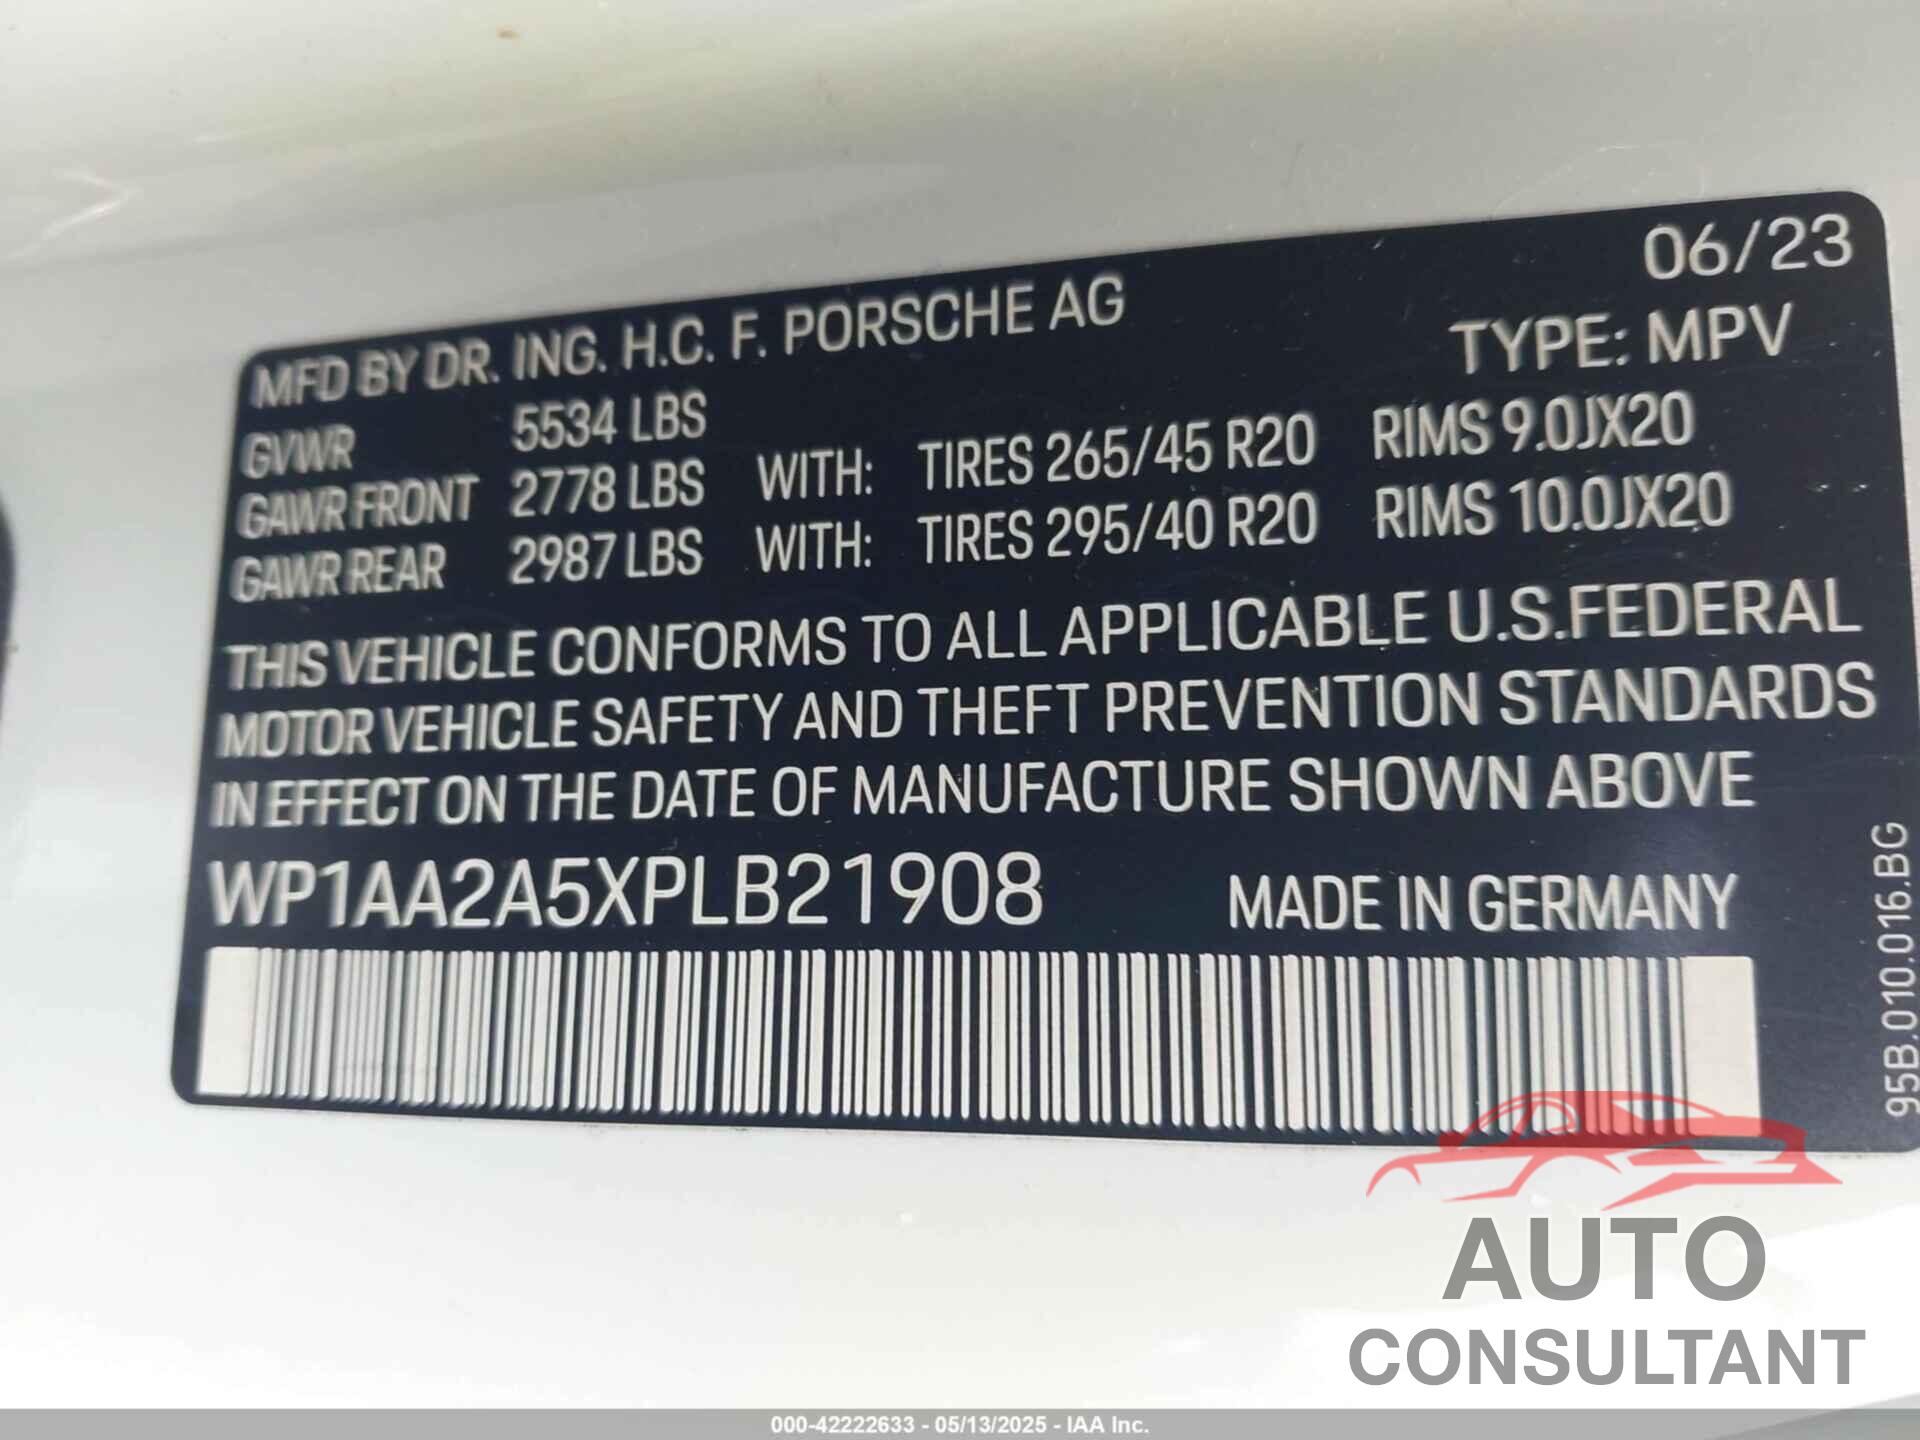 06/23
MFD BY DR. ING. H.C. F. PORSCHE AG
TYPE: MPV
GVWR 5534 LBS
GAWR FRONT 2778 LBS WITH: TIRES 265/45 R20 RIMS 9.0JX20
GAWR REAR 2987 LBS WITH: TIRES 295/40 R20 RIMS 10.0JX20
THIS VEHICLE CONFORMS TO ALL APPLICABLE U.S.FEDERAL
MOTOR VEHICLE SAFETY AND THEFT PREVENTION STANDARDS
IN EFFECT ON THE DATE OF MANUFACTURE SHOWN ABOVE
WP1AA2A5XPLB21908 MADE IN GERMANY
95B.010.016.BG
AUTO
CONSULTANT
000-42222633 - 05/13/2025 - IAA Inc.